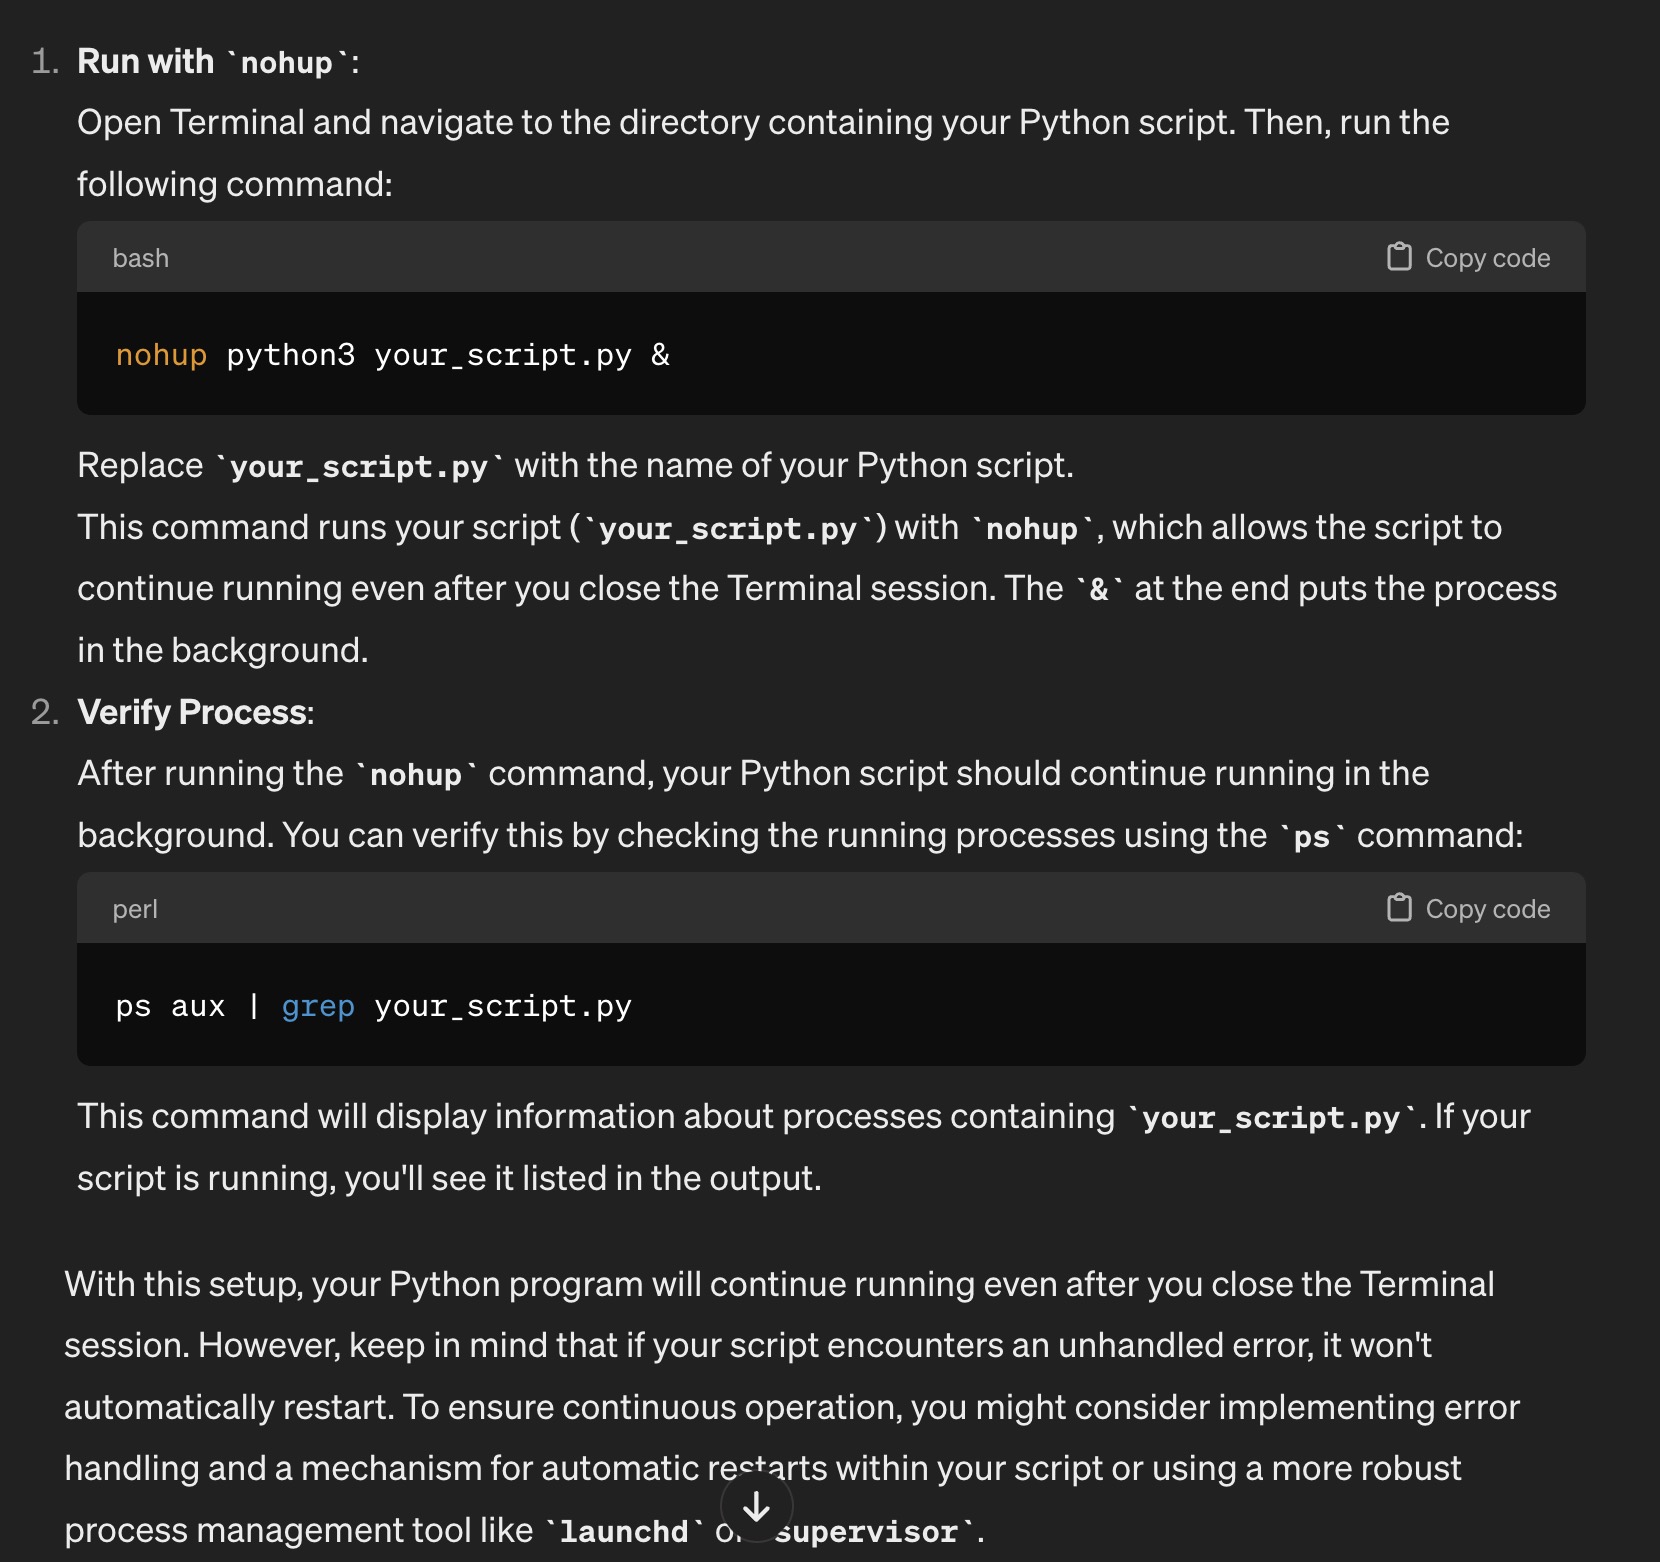 1. Run with `nohup`:
Open Terminal and navigate to the directory containing your Python script. Then, run the
following command:
bash Copy code
nohup python3 your_script.py &
Replace `your_script.py` with the name of your Python script.
This command runs your script (`your_script.py`) with `nohup`, which allows the script to
continue running even after you close the Terminal session. The `&` at the end puts the process
in the background.
2. Verify Process:
After running the `nohup` command, your Python script should continue running in the
background. You can verify this by checking the running processes using the `ps` command:
perl Copy code
ps aux | grep your_script.py
This command will display information about processes containing `your_script.py`. If your
script is running, you'll see it listed in the output.
With this setup, your Python program will continue running even after you close the Terminal
session. However, keep in mind that if your script encounters an unhandled error, it won't
automatically restart. To ensure continuous operation, you might consider implementing error
handling and a mechanism for automatic restarts within your script or using a more robust
process management tool like `launchd` or `supervisor`.